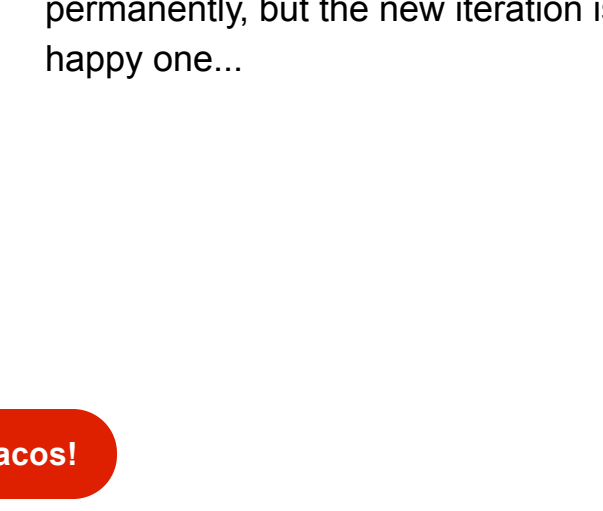 permanently, but the new iteration
happy one...
acos!